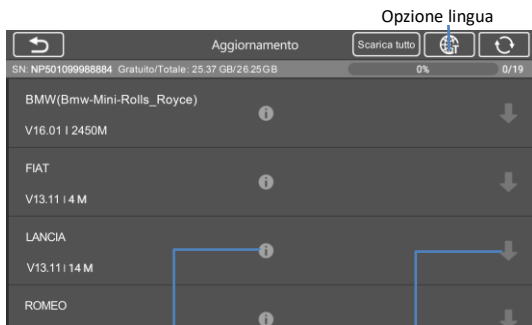 Opzione lingua
Aggiornamento
Scarica tutto
SN: NP501099988884 Gratuito/Totale: 25.37 GB/26.25GB 0% 0/19
BMW(Bmw-Mini-Rolls_Royce)
V16.01 | 2450M
FIAT
V13.11 | 4 M
LANCIA
V13.11 | 14 M
ROMEO